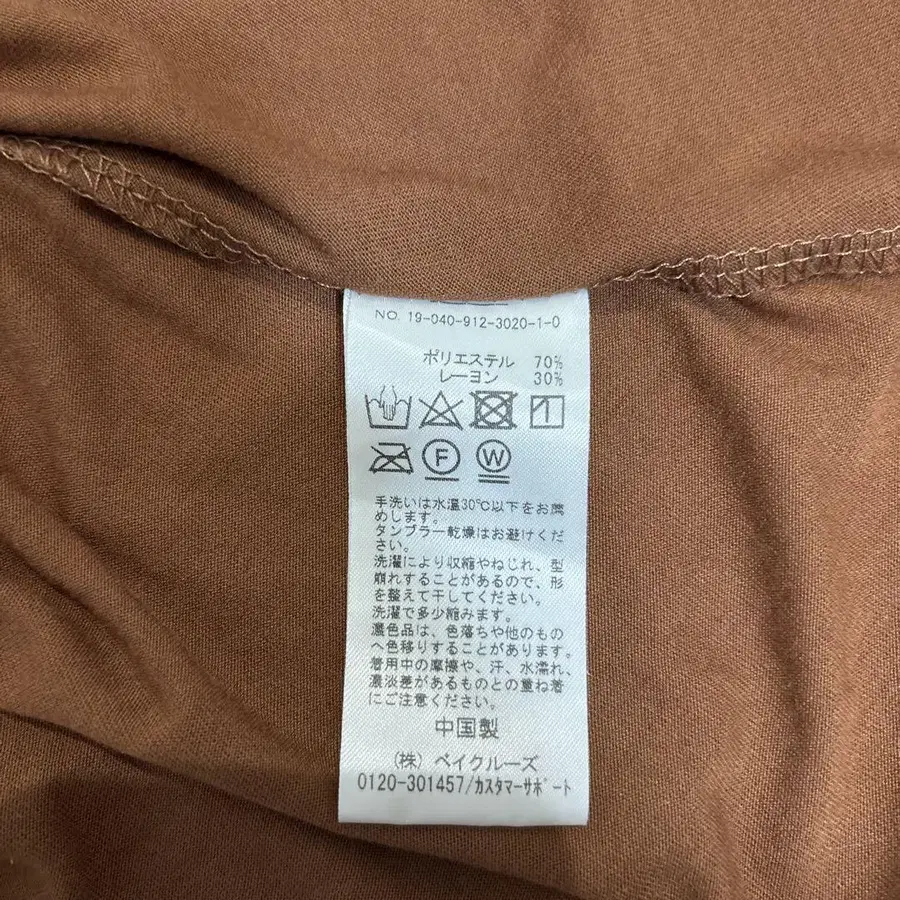 NO. 19-040-912-3020-1-0
ポリエステル 70%
レーヨン 30%
F W
手洗いは水温30℃以下をお薦
めします。
タンブラー乾燥はお避けくだ
さい。
洗濯により収縮やねじれ、型
崩れすることがあるので、形
を整えて干してください。
洗濯で多少縮みます。
濃色品は、色落ちや他のもの
へ色移りすることがあります。
着用中の摩擦や、汗、水濡れ、
濃淡差があるものとの重ね着
にご注意ください。
中国製
(株) ベイクルーズ
0120-301457/カスタマーサポート